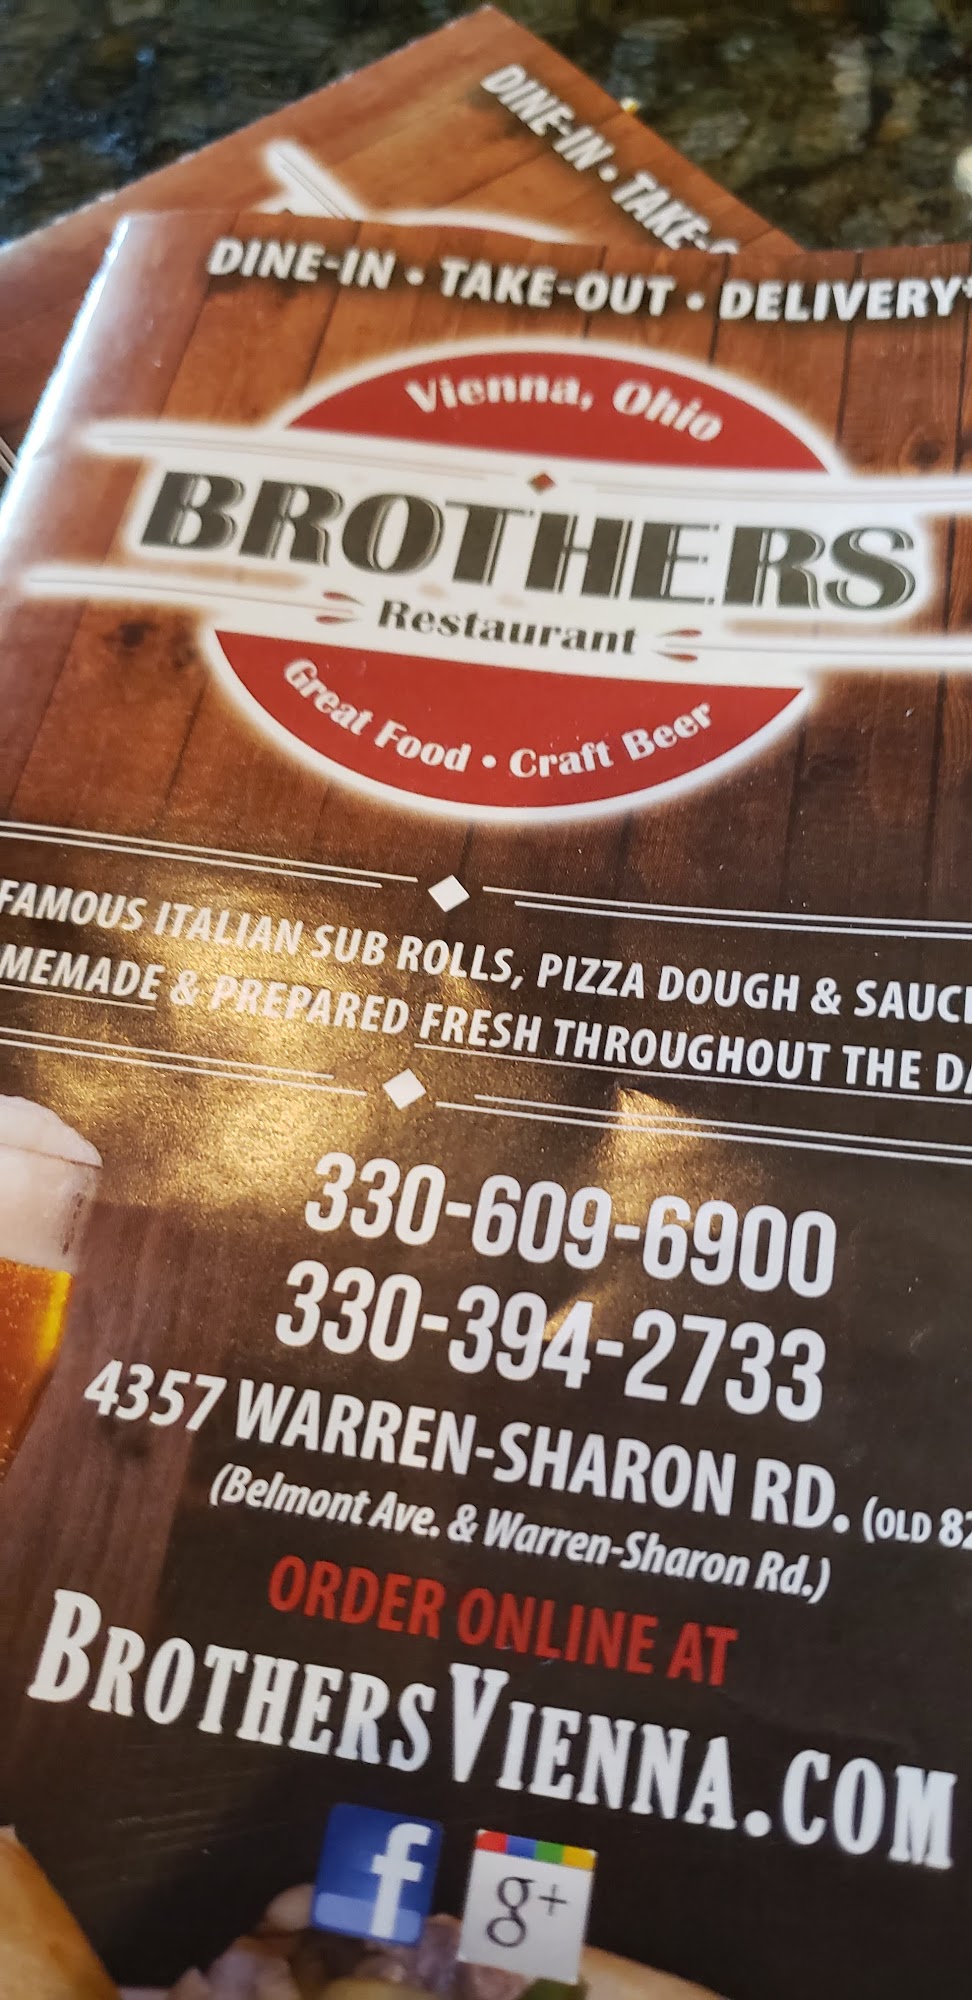 DINE-IN • TAKE-
DINE-IN • TAKE-OUT • DELIVERY*
Vienna, Ohio
BROTHERS
Restaurant
Great Food • Craft Beer
FAMOUS ITALIAN SUB ROLLS, PIZZA DOUGH & SAUC
MEMADE & PREPARED FRESH THROUGHOUT THE DA
330-609-6900
330-394-2733
4357 WARREN-SHARON RD. (OLD 82
(Belmont Ave. & Warren-Sharon Rd.)
ORDER ONLINE AT
BROTHERSVIENNA.COM
f
g+